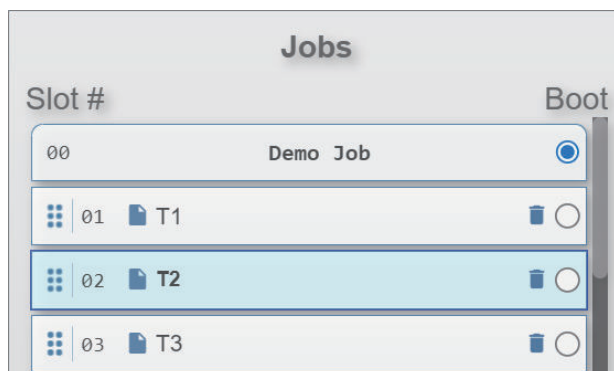 Jobs
Slot # Boot
00 Demo Job
01 T1
02 T2
03 T3